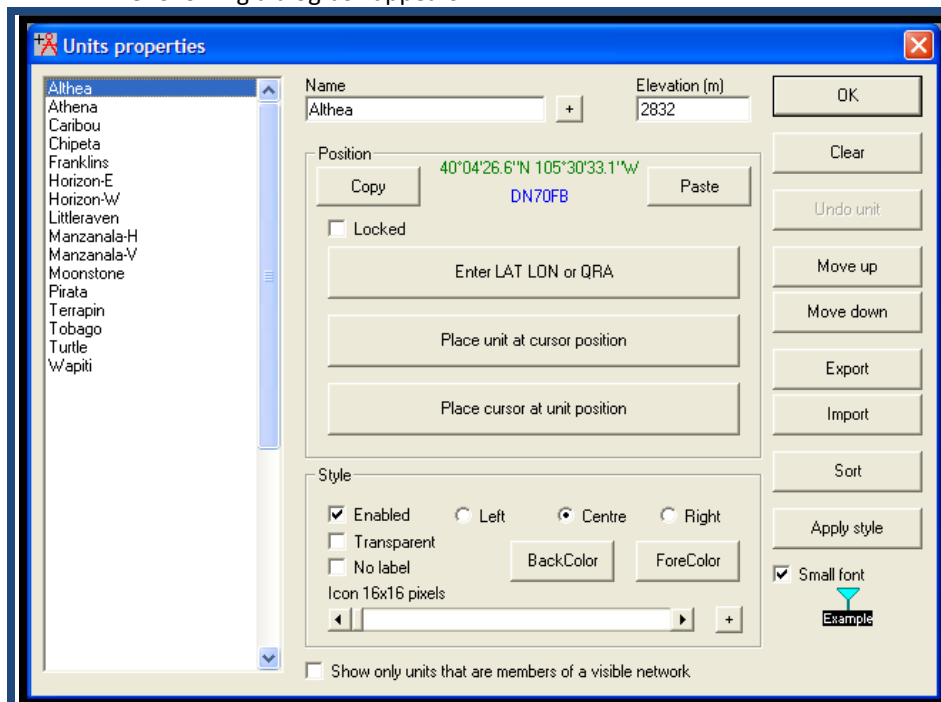 Units properties
Althea
Athena
Caribou
Chipeta
Franklins
Horizon-E
Horizon-W
Littleraven
Manzanala-H
Manzanala-V
Moonstone
Pirata
Terrapin
Tobago
Turtle
Wapiti
Name
Althea
+
Elevation (m)
2832
Position
Copy
40°04'26.6"N 105°30'33.1"W
DN70FB
Paste
Locked
Enter LAT LON or QRA
Place unit at cursor position
Place cursor at unit position
Style
Enabled
Left
Centre
Right
Transparent
No label
BackColor
ForeColor
Icon 16x16 pixels
+
Show only units that are members of a visible network
OK
Clear
Undo unit
Move up
Move down
Export
Import
Sort
Apply style
Small font
Example